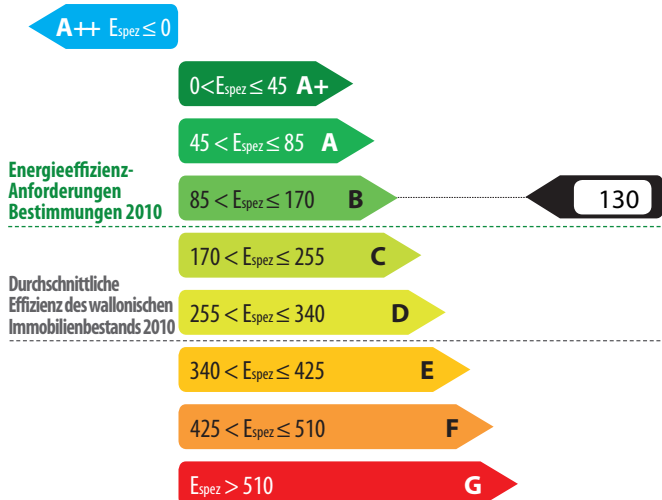 A++ Espez ≤ 0
0 < Espez ≤ 45 A+
45 < Espez ≤ 85 A
Energieeffizienz-
Anforderungen
Bestimmungen 2010
85 < Espez ≤ 170 B
130
170 < Espez ≤ 255 C
Durchschnittliche
Effizienz des wallonischen
Immobilienbestands 2010
255 < Espez ≤ 340 D
340 < Espez ≤ 425 E
425 < Espez ≤ 510 F
Espez > 510 G